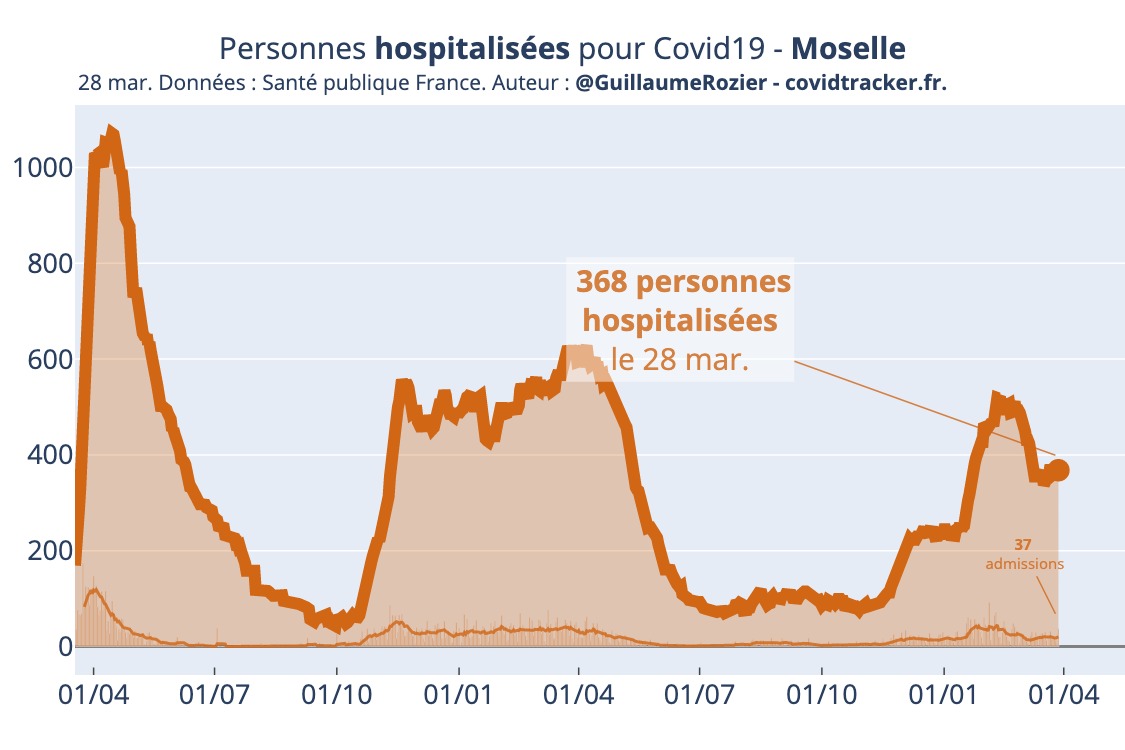 Personnes hospitalisées pour Covid19 - Moselle
28 mar. Données : Santé publique France. Auteur : @GuillaumeRozier - covidtracker.fr.
1000
800
368 personnes
hospitalisées
le 28 mar.
600
400
37
admissions
200
0
01/04 01/07 01/10 01/01 01/04 01/07 01/10 01/01 01/04